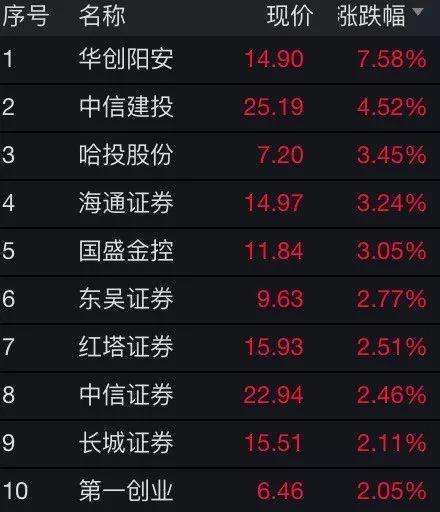 序号 名称 现价 涨跌幅
1 华创阳安 14.90 7.58%
2 中信建投 25.19 4.52%
3 哈投股份 7.20 3.45%
4 海通证券 14.97 3.24%
5 国盛金控 11.84 3.05%
6 东吴证券 9.63 2.77%
7 红塔证券 15.93 2.51%
8 中信证券 22.94 2.46%
9 长城证券 15.51 2.11%
10 第一创业 6.46 2.05%